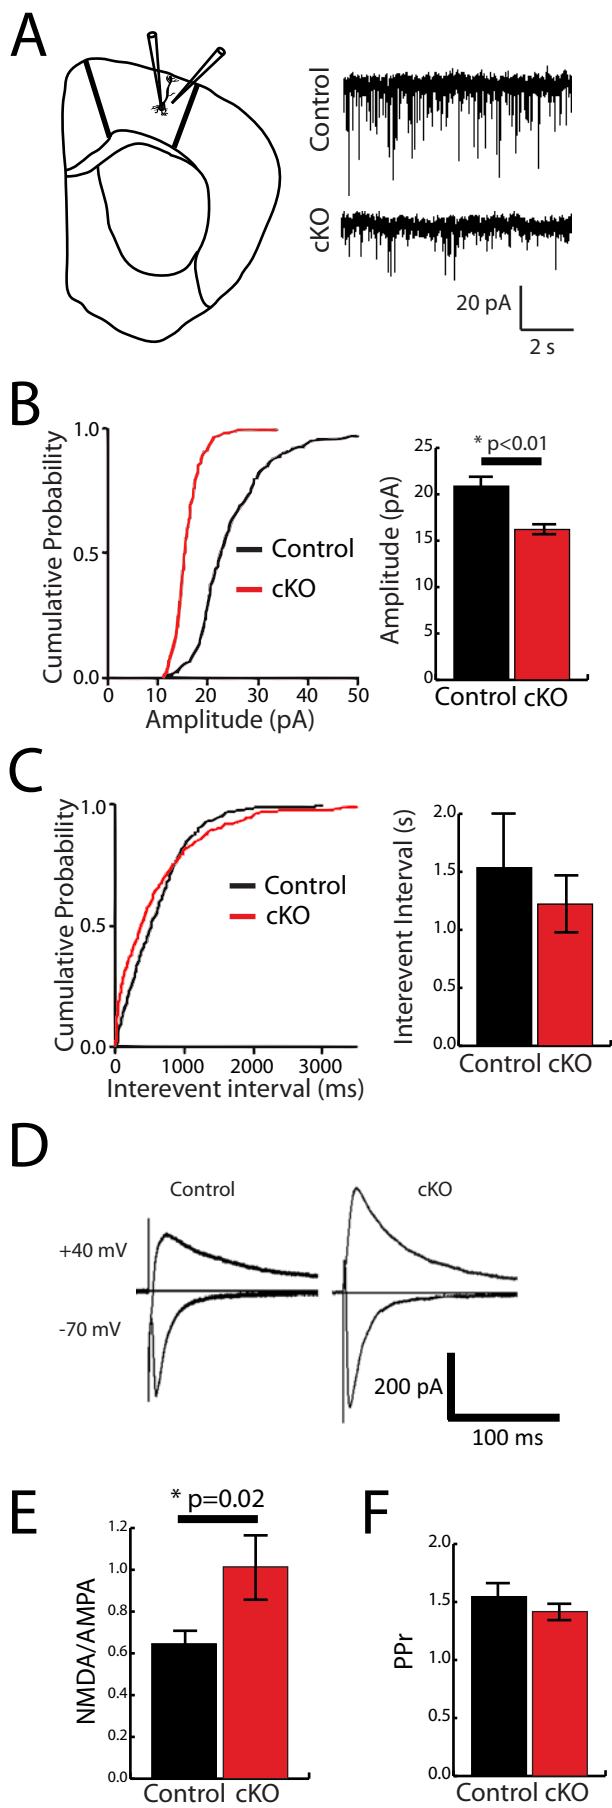 A
Control
cKO
20 pA
2 s
B
Cumulative Probability
1.0
0.5
0.0
0 10 20 30 40 50
Amplitude (pA)
Control
cKO
Amplitude (pA)
25
20
15
10
5
0
* p<0.01
Control cKO
C
Cumulative Probability
1.0
0.5
0.0
0 1000 2000 3000
Interevent interval (ms)
Control
cKO
Interevent Interval (s)
2.0
1.5
1.0
0.5
0.0
Control cKO
D
Control
cKO
+40 mV
-70 mV
200 pA
100 ms
E
* p=0.02
NMDA/AMPA
1.2
1.0
0.8
0.6
0.4
0.2
0.0
Control cKO
F
PPr
2.0
1.5
1.0
0.5
0.0
Control cKO